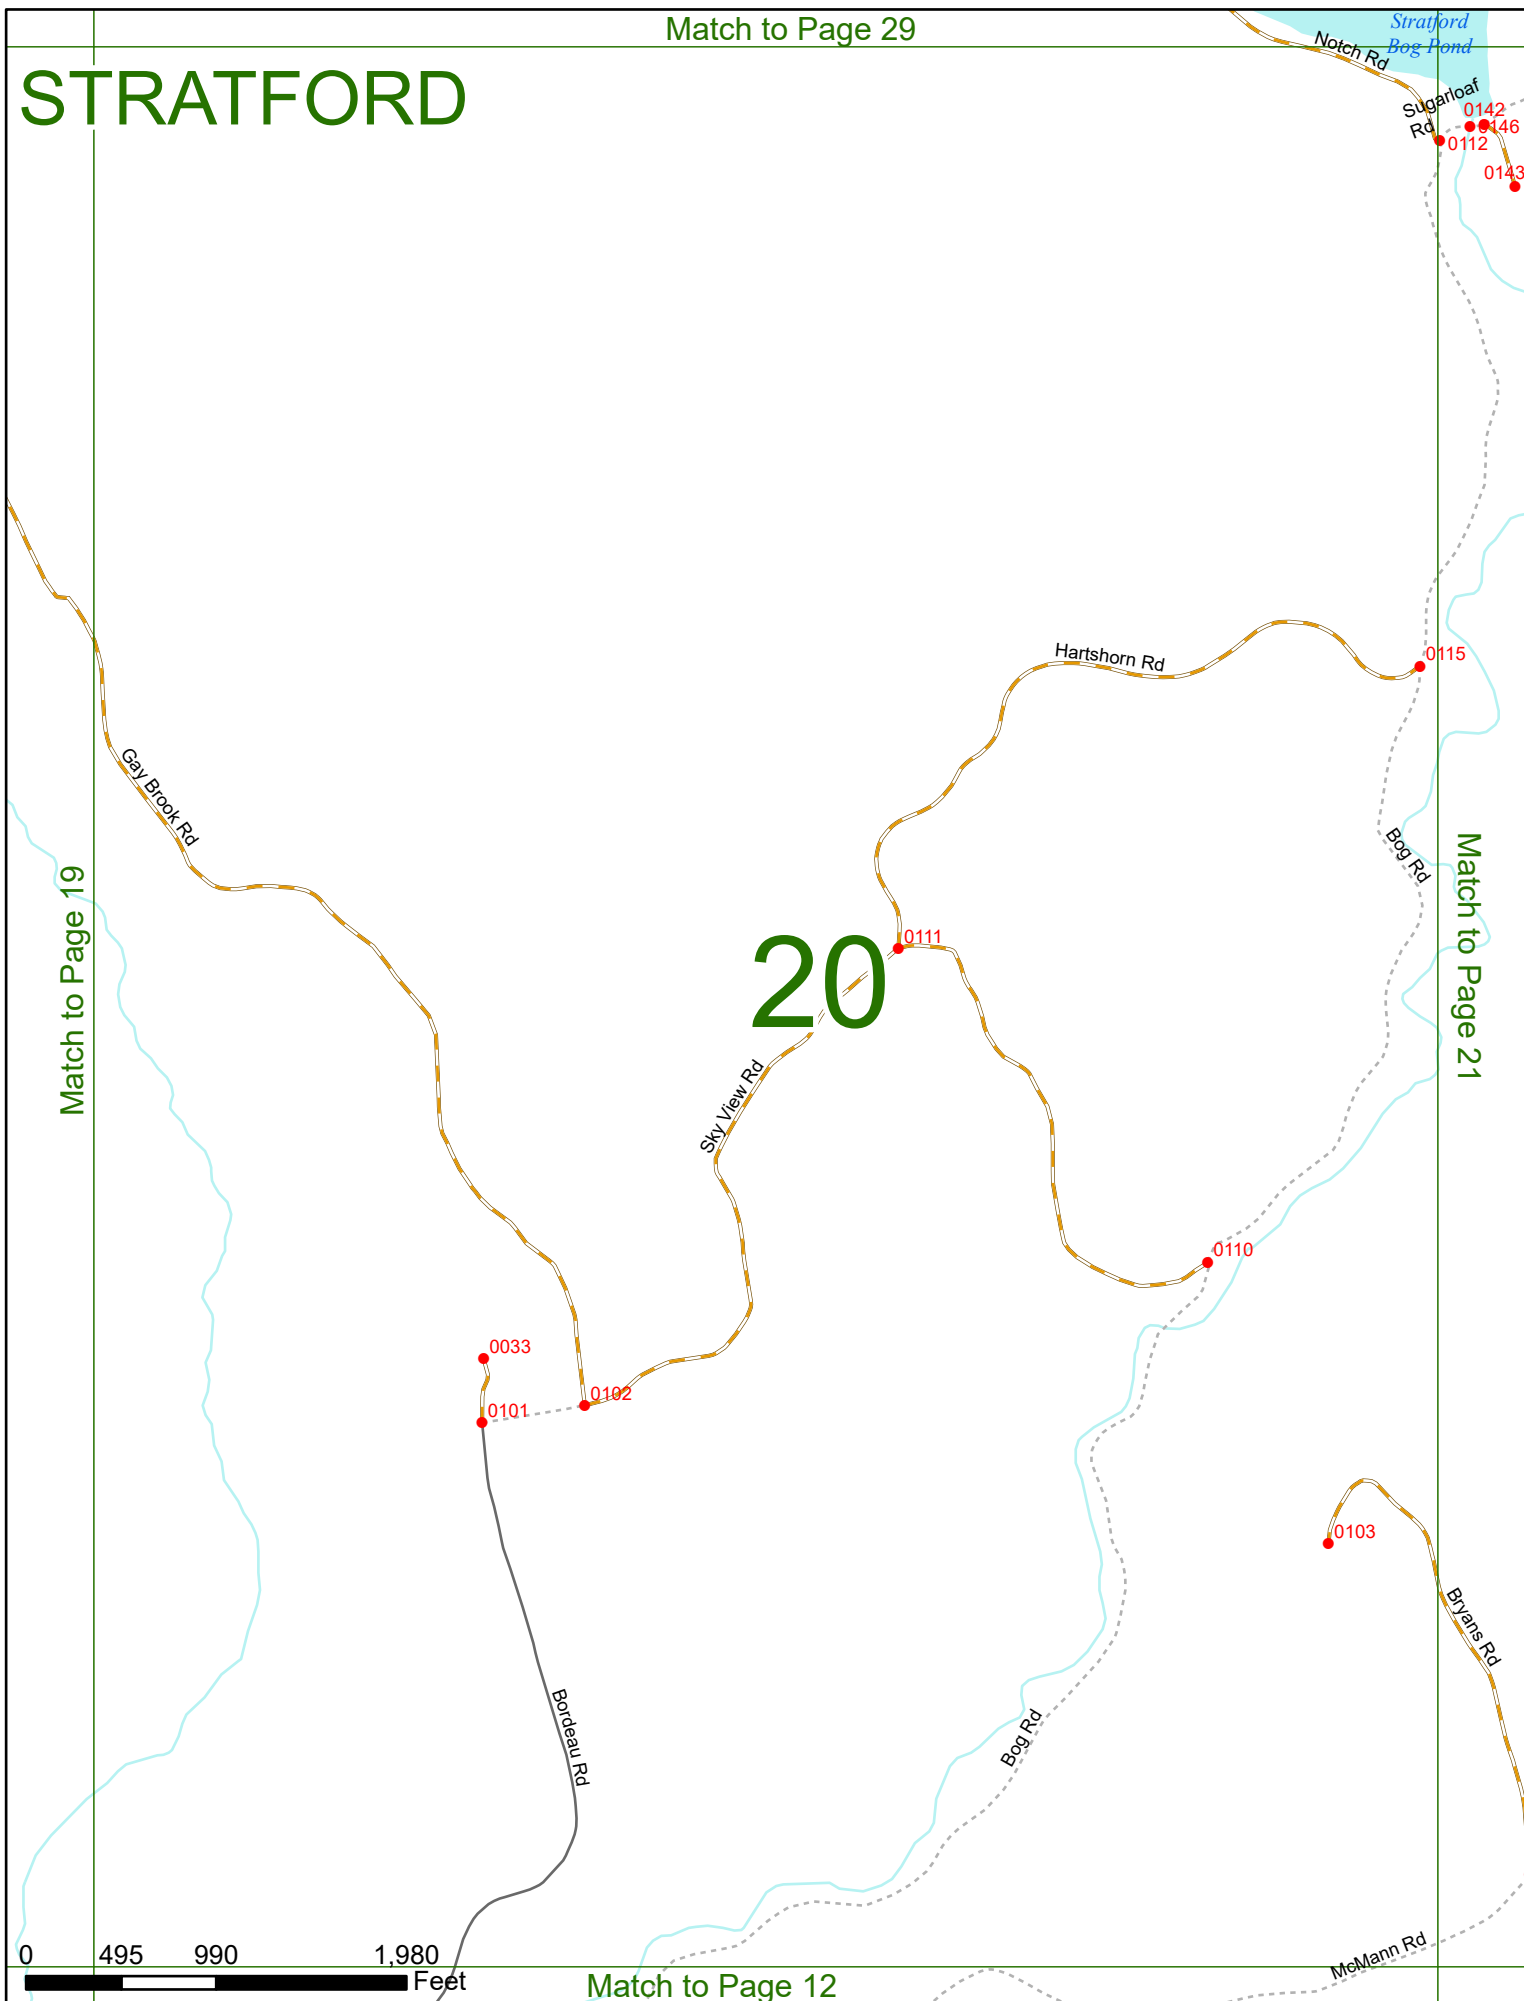 Match to Page 29
Stratford
Bog Pond
STRATFORD
Notch Rd
Sugarloaf
Rd
0142
0146
0112
0143
Hartshorn Rd
0115
Gay Brook Rd
Bog Rd
Match to Page 19
Match to Page 21
0111
20
Sky View Rd
0110
0033
0102
0101
0103
Bryans Rd
Bordeau Rd
Bog Rd
McMann Rd
0 495 990 1,980
Feet
Match to Page 12